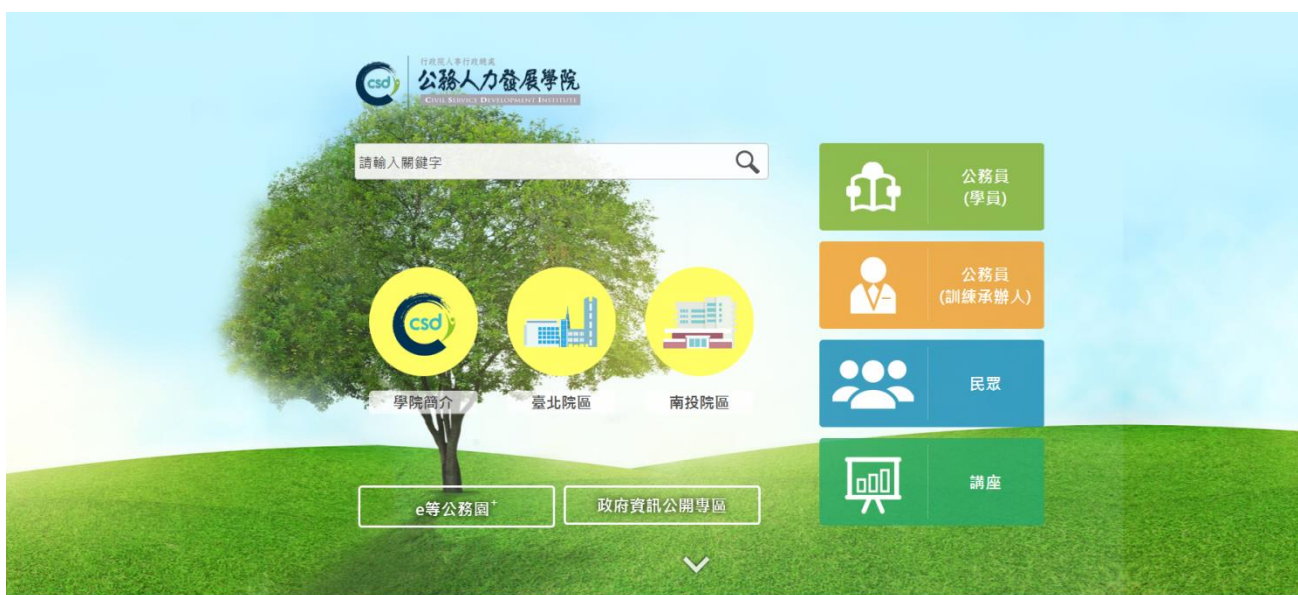 csd
行政院人事行政總處
公務人力發展學院
CIVIL SERVICE DEVELOPMENT INSTITUTE
請輸入關鍵字
公務員
(學員)
公務員
(訓練承辦人)
民眾
講座
csd
學院簡介
臺北院區
南投院區
e等公務園+
政府資訊公開專區